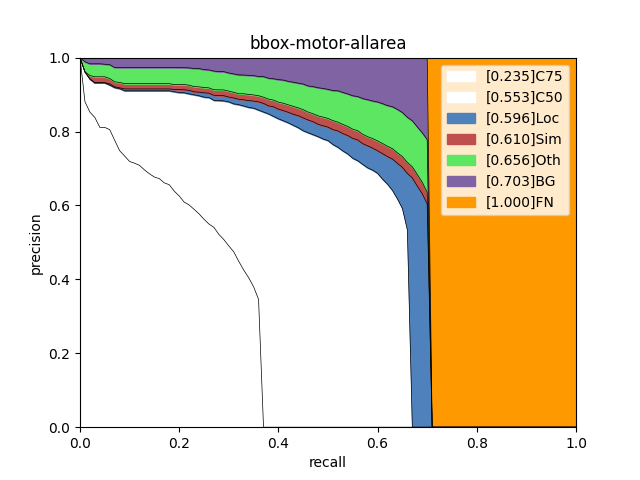 bbox-motor-allarea
1.0
0.8
0.6
0.4
0.2
0.0
precision
[0.235]C75
[0.553]C50
[0.596]Loc
[0.610]Sim
[0.656]Oth
[0.703]BG
[1.000]FN
0.0 0.2 0.4 0.6 0.8 1.0
recall